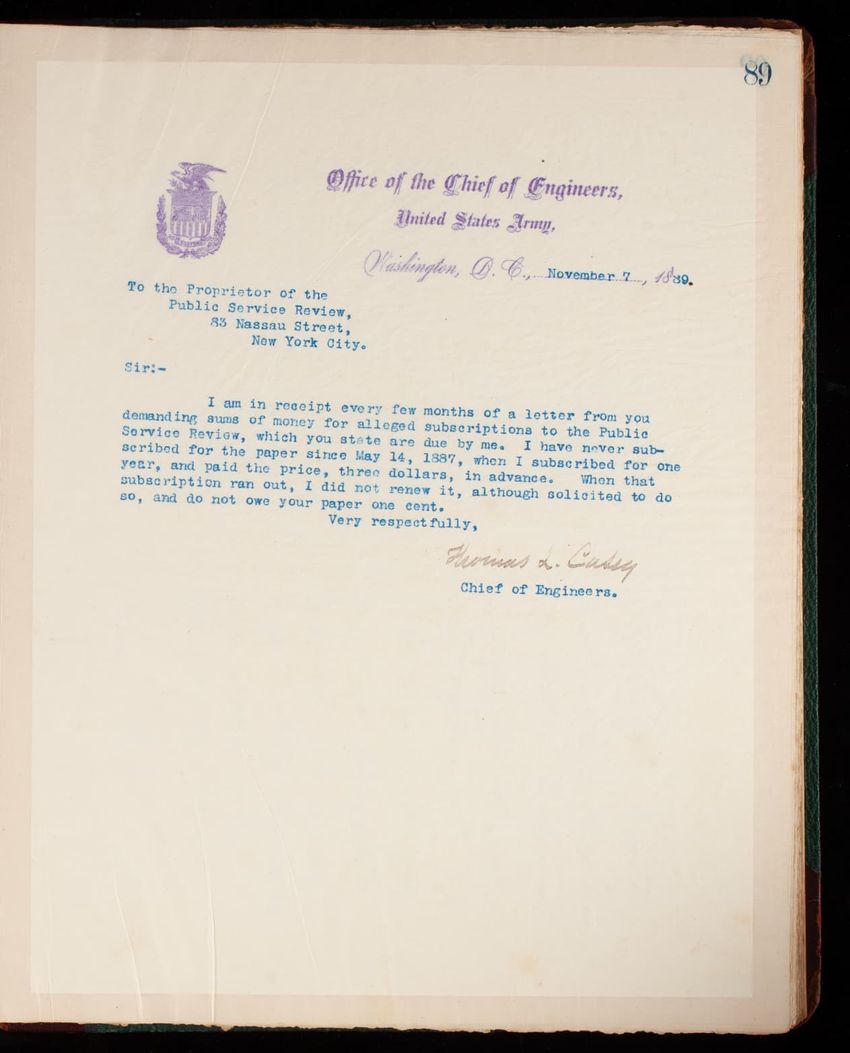 89
Office of the Chief of Engineers,
United States Army,
Washington, D. C., November 7, 1889.
To the Proprietor of the
Public Service Review,
83 Nassau Street,
New York City.
Sir:-
I am in receipt every few months of a letter from you
demanding sums of money for alleged subscriptions to the Public
Service Review, which you state are due by me. I have never sub-
scribed for the paper since May 14, 1887, when I subscribed for one
year, and paid the price, three dollars, in advance. When that
subscription ran out, I did not renew it, although solicited to do
so, and do not owe your paper one cent.
Very respectfully,
Thomas L. Casey
Chief of Engineers.